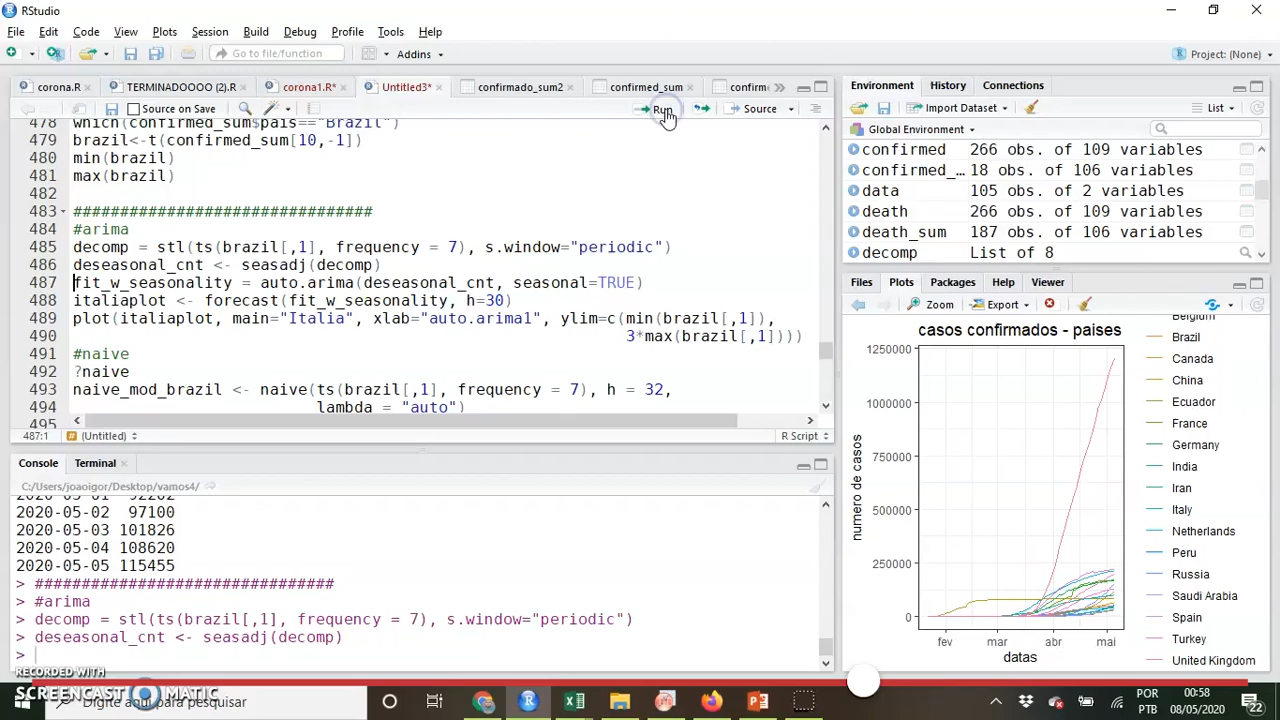 RStudio
File Edit Code View Plots Session Build Debug Profile Tools Help
Go to file/function
Addins
Project: (None)
corona.R
TERMINADOOOO (2).R
corona1.R*
Untitled3*
confirmado_sum2
confirmed_sum
confirm
Source on Save
Run
Source
478 which(confirmed_sum$pais=="Brazil")
479 brazil<-t(confirmed_sum[10,-1])
480 min(brazil)
481 max(brazil)
482
483 ################################
484 #arima
485 decomp = stl(ts(brazil[,1], frequency = 7), s.window="periodic")
486 deseasonal_cnt <- seasadj(decomp)
487 fit_w_seasonality = auto.arima(deseasonal_cnt, seasonal=TRUE)
488 italiaplot <- forecast(fit_w_seasonality, h=30)
489 plot(italiaplot, main="Italia", xlab="auto.arima1", ylim=c(min(brazil[,1]),
490 3*max(brazil[,1])))
491 #naive
492 ?naive
493 naive_mod_brazil <- naive(ts(brazil[,1], frequency = 7), h = 32,
494 lambda = "auto")
495
487:1 (Untitled) R Script
Console Terminal
C:/Users/joaoigor/Desktop/vamos4/
2020-05-01 92202
2020-05-02 97100
2020-05-03 101826
2020-05-04 108620
2020-05-05 115455
> ################################
> #arima
> decomp = stl(ts(brazil[,1], frequency = 7), s.window="periodic")
> deseasonal_cnt <- seasadj(decomp)
>
Environment History Connections
Import Dataset
List
Global Environment
confirmed 266 obs. of 109 variables
confirmed_… 18 obs. of 106 variables
data 105 obs. of 2 variables
death 266 obs. of 109 variables
death_sum 187 obs. of 106 variables
decomp List of 8
Files Plots Packages Help Viewer
Zoom Export
casos confirmados - paises
1250000
1000000
750000
500000
250000
0
numero de casos
fev mar abr mai
datas
Belgium
Brazil
Canada
China
Ecuador
France
Germany
India
Iran
Italy
Netherlands
Peru
Russia
Saudi Arabia
Spain
Turkey
United Kingdom
RECORDED WITH
SCREENCAST MATIC
Digite aqui para pesquisar
POR
PTB
00:58
08/05/2020
22